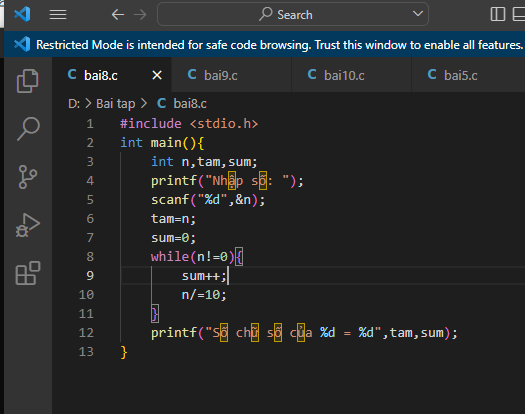 Search
Restricted Mode is intended for safe code browsing. Trust this window to enable all features.
bai8.c bai9.c bai10.c bai5.c
D: > Bai tap > C bai8.c
1 #include <stdio.h>
2 int main(){
3 int n,tam,sum;
4 printf("Nhập số: ");
5 scanf("%d",&n);
6 tam=n;
7 sum=0;
8 while(n!=0){
9 sum++;
10 n/=10;
11 }
12 printf("Số chữ số của %d = %d",tam,sum);
13 }